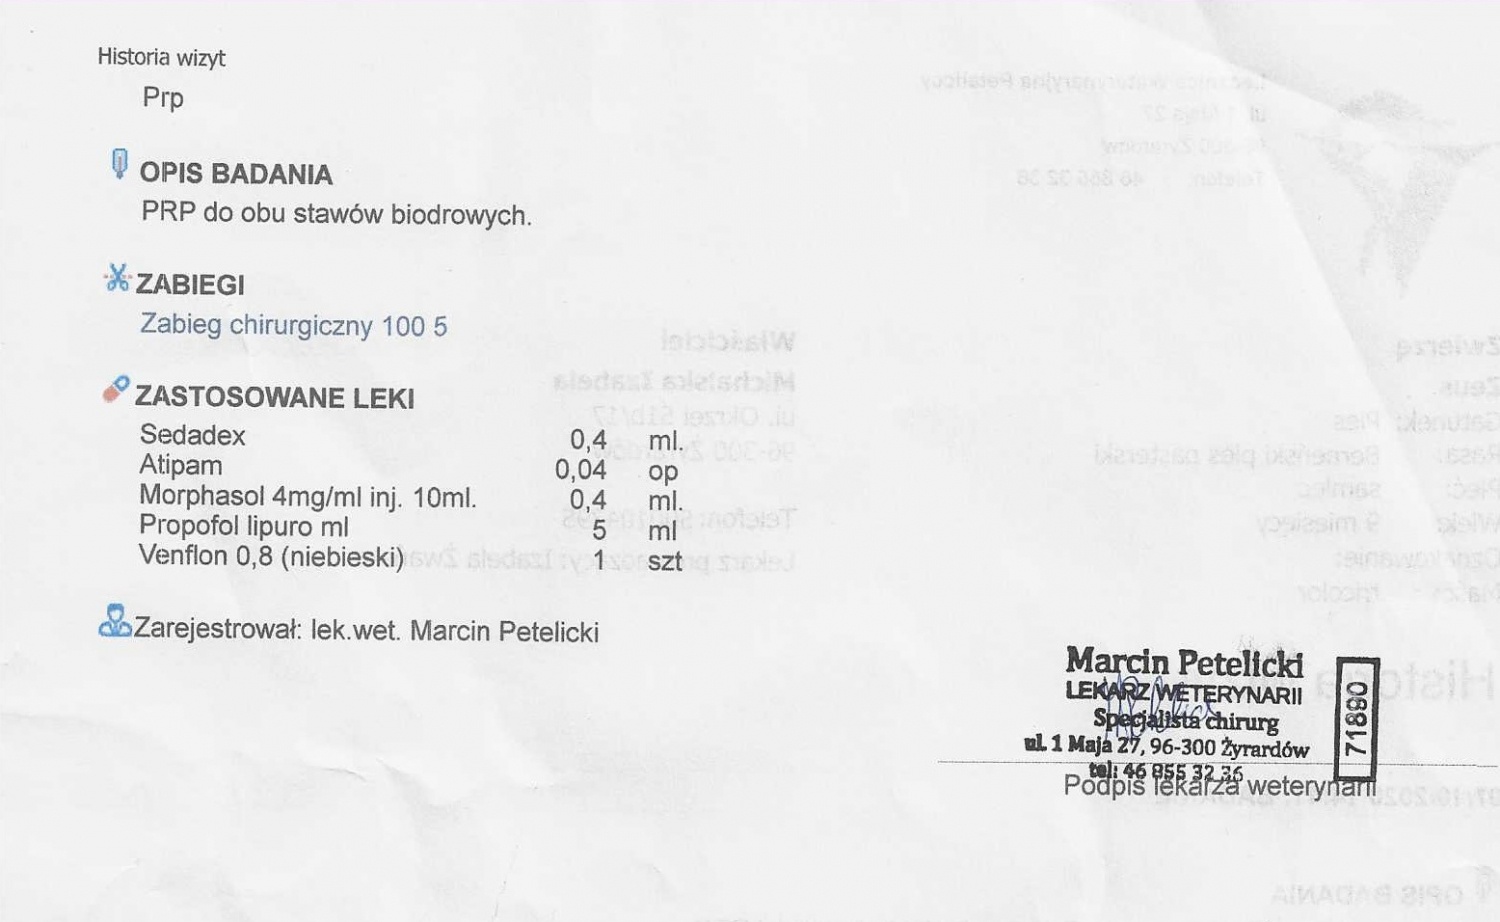 Historia wizyt
Prp
OPIS BADANIA
PRP do obu stawów biodrowych.
ZABIEGI
Zabieg chirurgiczny 100 5
ZASTOSOWANE LEKI
Sedadex 0,4 ml.
Atipam 0,04 op
Morphasol 4mg/ml inj. 10ml. 0,4 ml.
Propofol lipuro ml 5 ml
Venflon 0,8 (niebieski) 1 szt
Zarejestrował: lek.wet. Marcin Petelicki
Marcin Petelicki
LEKARZ WETERYNARII
Specjalista chirurg
ul. 1 Maja 27, 96-300 Żyrardów
tel: 46 855 32 36
71890
Podpis lekarza weterynarii